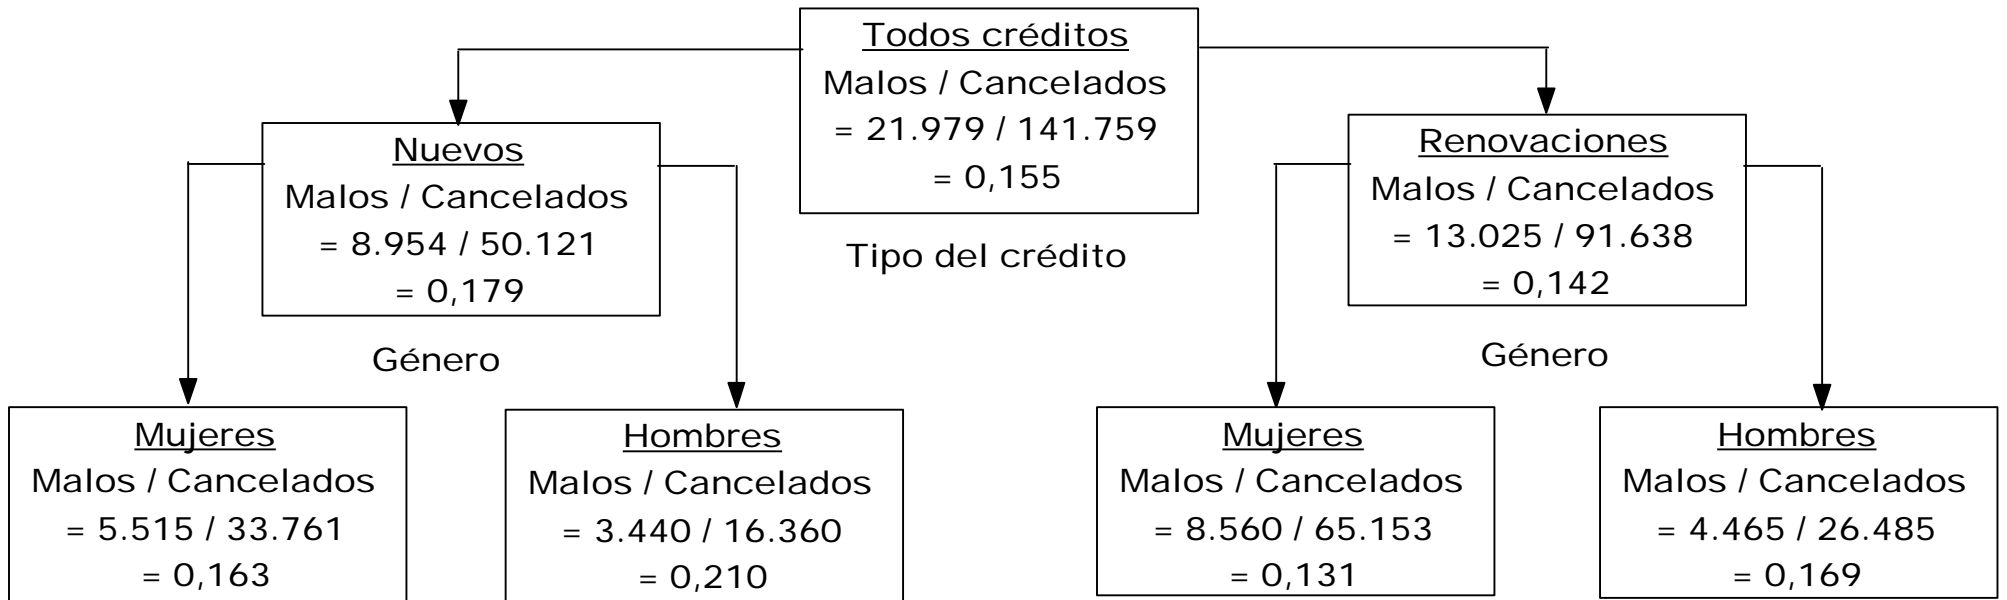 Todos créditos
Malos / Cancelados
= 21.979 / 141.759
= 0,155
Tipo del crédito
Nuevos
Malos / Cancelados
= 8.954 / 50.121
= 0,179
Género
Renovaciones
Malos / Cancelados
= 13.025 / 91.638
= 0,142
Género
Mujeres
Malos / Cancelados
= 5.515 / 33.761
= 0,163
Hombres
Malos / Cancelados
= 3.440 / 16.360
= 0,210
Mujeres
Malos / Cancelados
= 8.560 / 65.153
= 0,131
Hombres
Malos / Cancelados
= 4.465 / 26.485
= 0,169